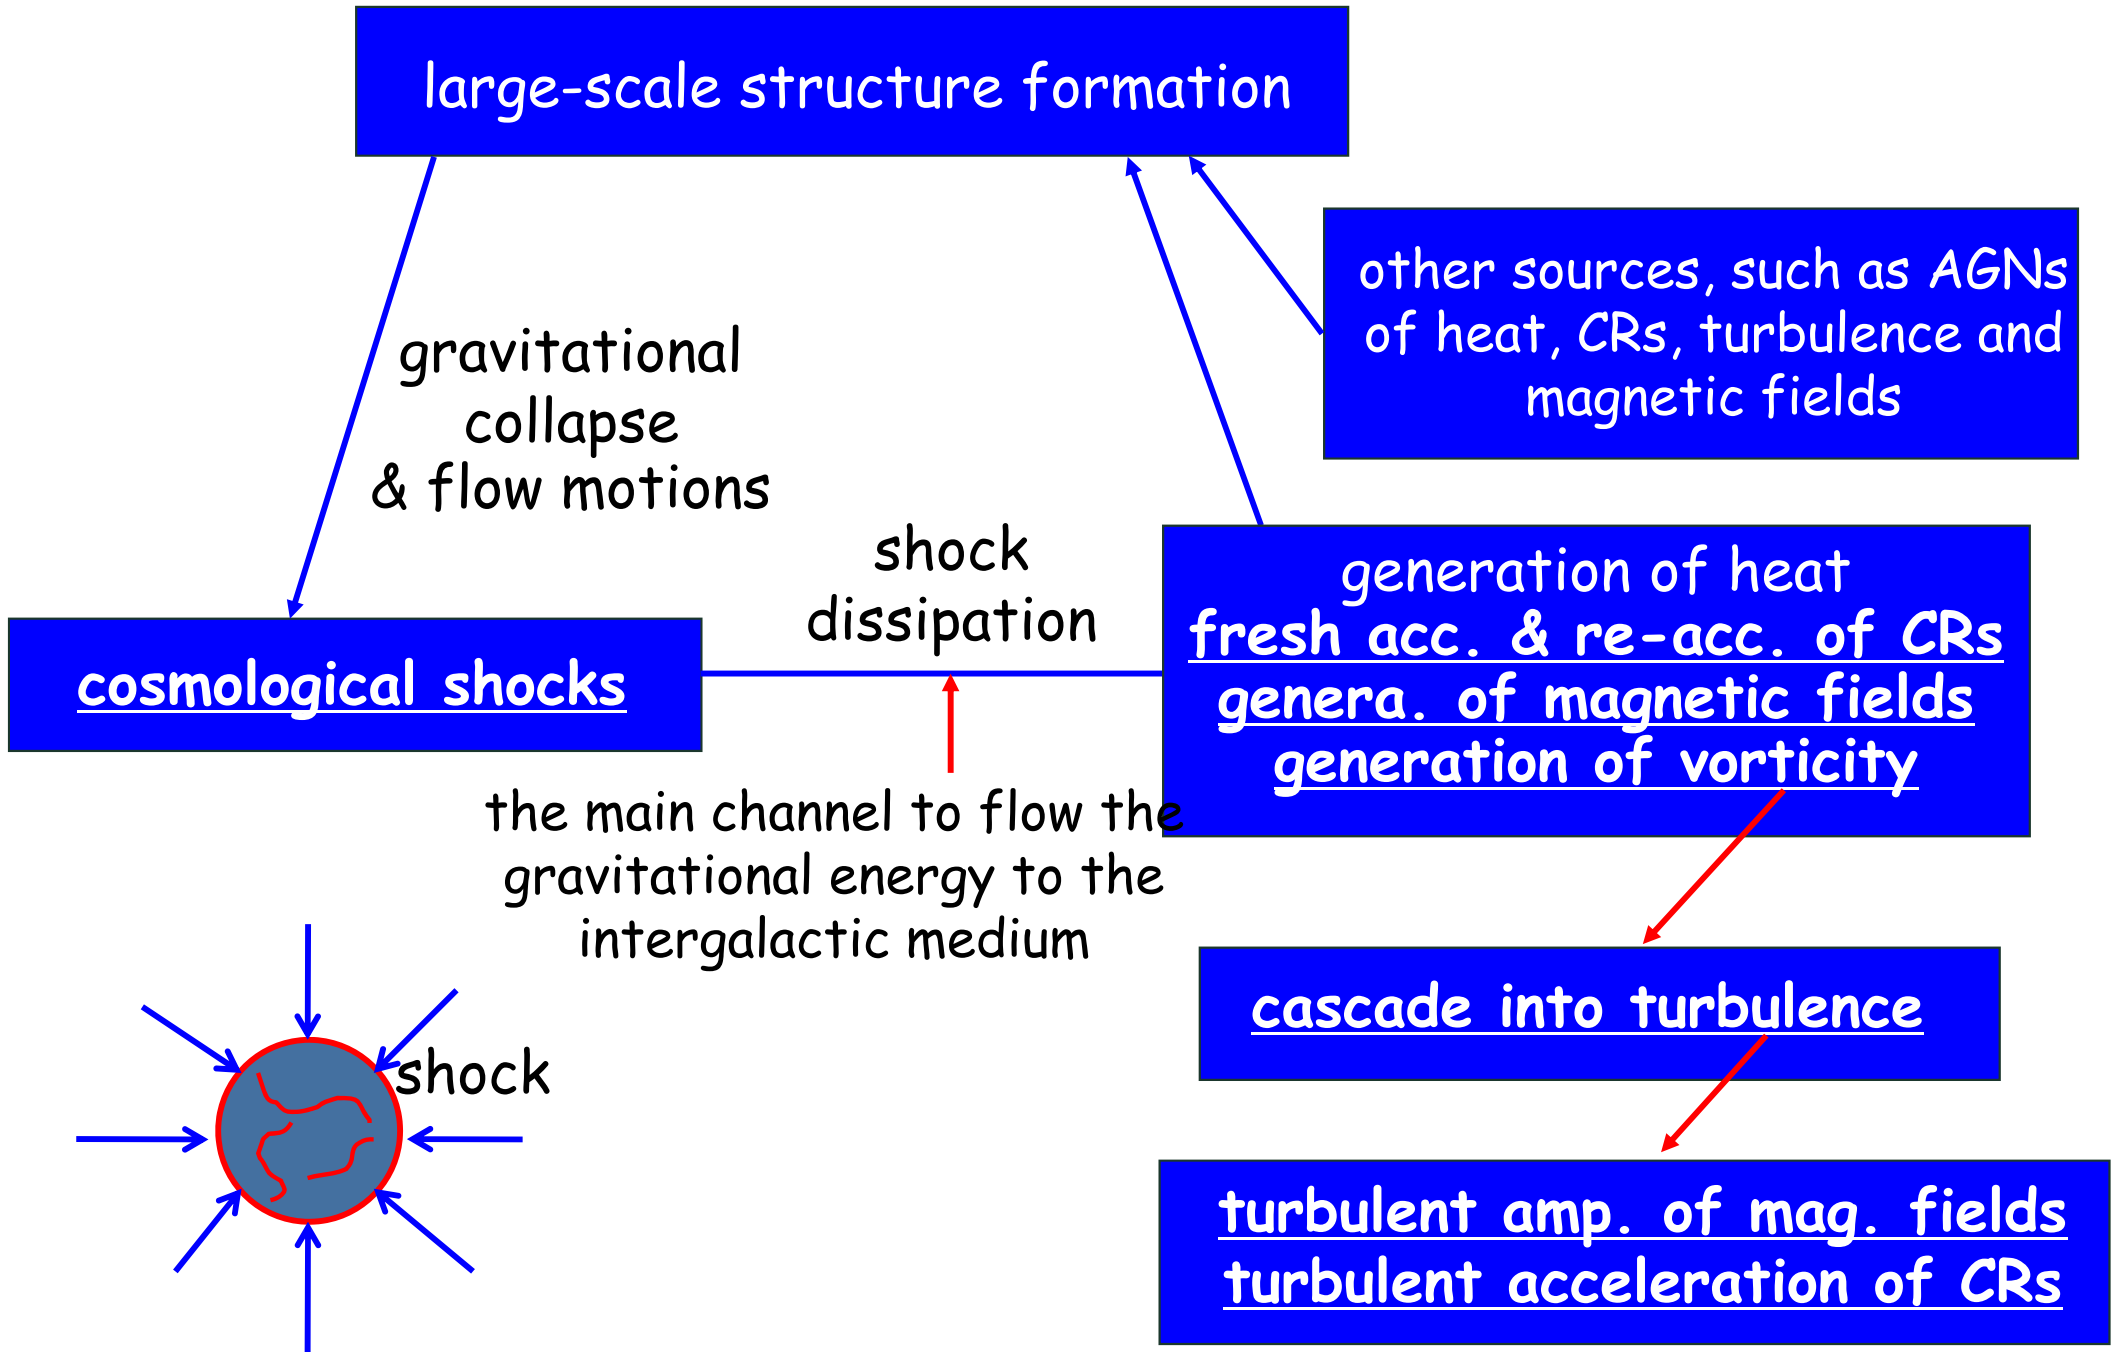 large-scale structure formation
other sources, such as AGNs
of heat, CRs, turbulence and
magnetic fields
gravitational
collapse
& flow motions
shock
dissipation
generation of heat
fresh acc. & re-acc. of CRs
genera. of magnetic fields
generation of vorticity
cosmological shocks
the main channel to flow the
gravitational energy to the
intergalactic medium
shock
cascade into turbulence
turbulent amp. of mag. fields
turbulent acceleration of CRs